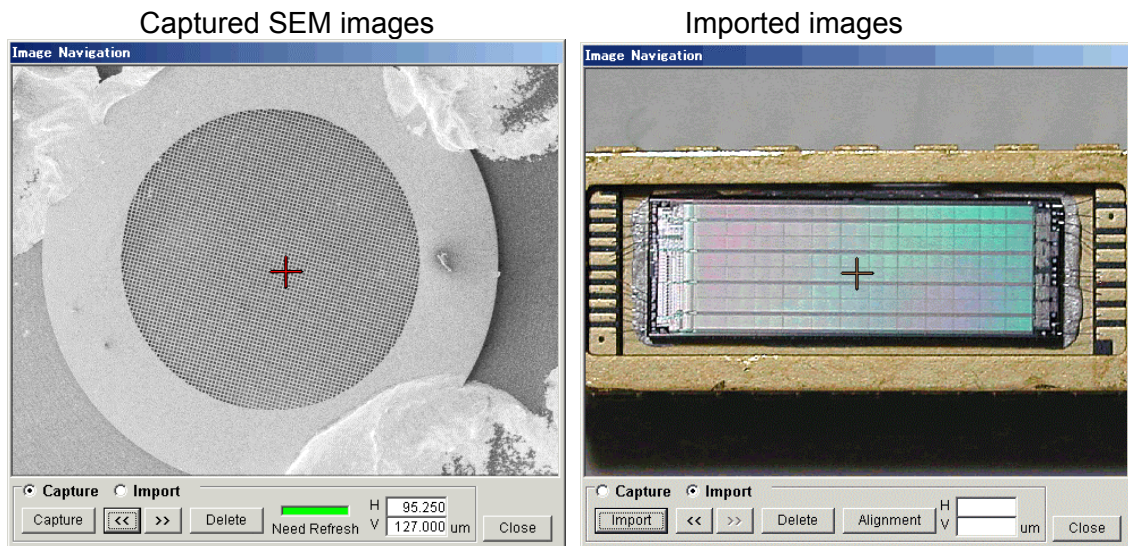 Captured SEM images
Image Navigation
Capture Import
Capture << >> Delete Need Refresh
H 95.250
V 127.000 um
Close
Imported images
Image Navigation
Capture Import
Import << >> Delete Alignment
H
V um
Close